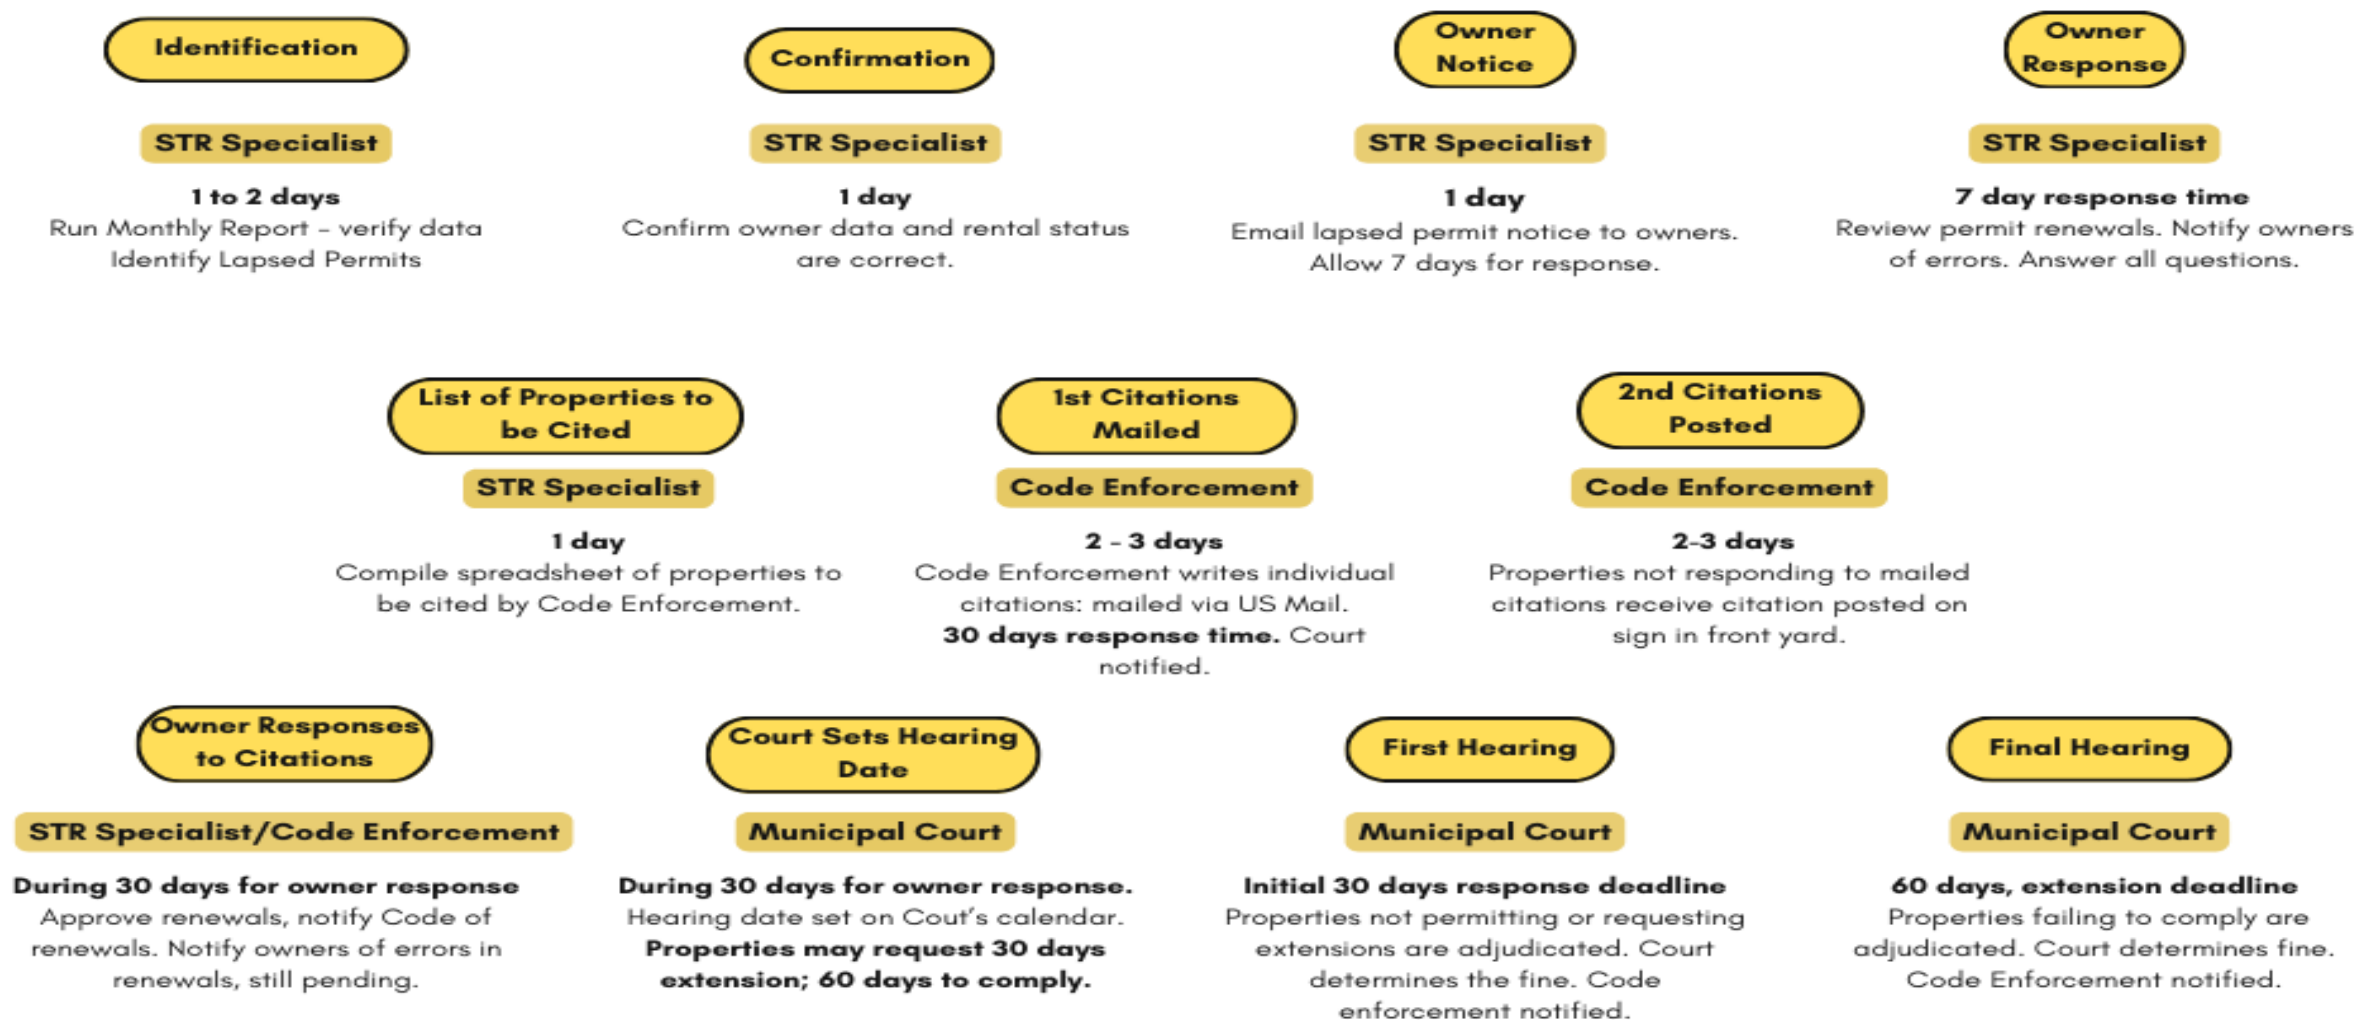 Identification
STR Specialist
1 to 2 days
Run Monthly Report - verify data
Identify Lapsed Permits
Confirmation
STR Specialist
1 day
Confirm owner data and rental status
are correct.
Owner
Notice
STR Specialist
1 day
Email lapsed permit notice to owners.
Allow 7 days for response.
Owner
Response
STR Specialist
7 day response time
Review permit renewals. Notify owners
of errors. Answer all questions.
List of Properties to
be Cited
STR Specialist
1 day
Compile spreadsheet of properties to
be cited by Code Enforcement.
1st Citations
Mailed
Code Enforcement
2 - 3 days
Code Enforcement writes individual
citations: mailed via US Mail.
30 days response time. Court
notified.
2nd Citations
Posted
Code Enforcement
2-3 days
Properties not responding to mailed
citations receive citation posted on
sign in front yard.
Owner Responses
to Citations
STR Specialist/Code Enforcement
During 30 days for owner response
Approve renewals, notify Code of
renewals. Notify owners of errors in
renewals, still pending.
Court Sets Hearing
Date
Municipal Court
During 30 days for owner response.
Hearing date set on Cout's calendar.
Properties may request 30 days
extension; 60 days to comply.
First Hearing
Municipal Court
Initial 30 days response deadline
Properties not permitting or requesting
extensions are adjudicated. Court
determines the fine. Code
enforcement notified.
Final Hearing
Municipal Court
60 days, extension deadline
Properties failing to comply are
adjudicated. Court determines fine.
Code Enforcement notified.